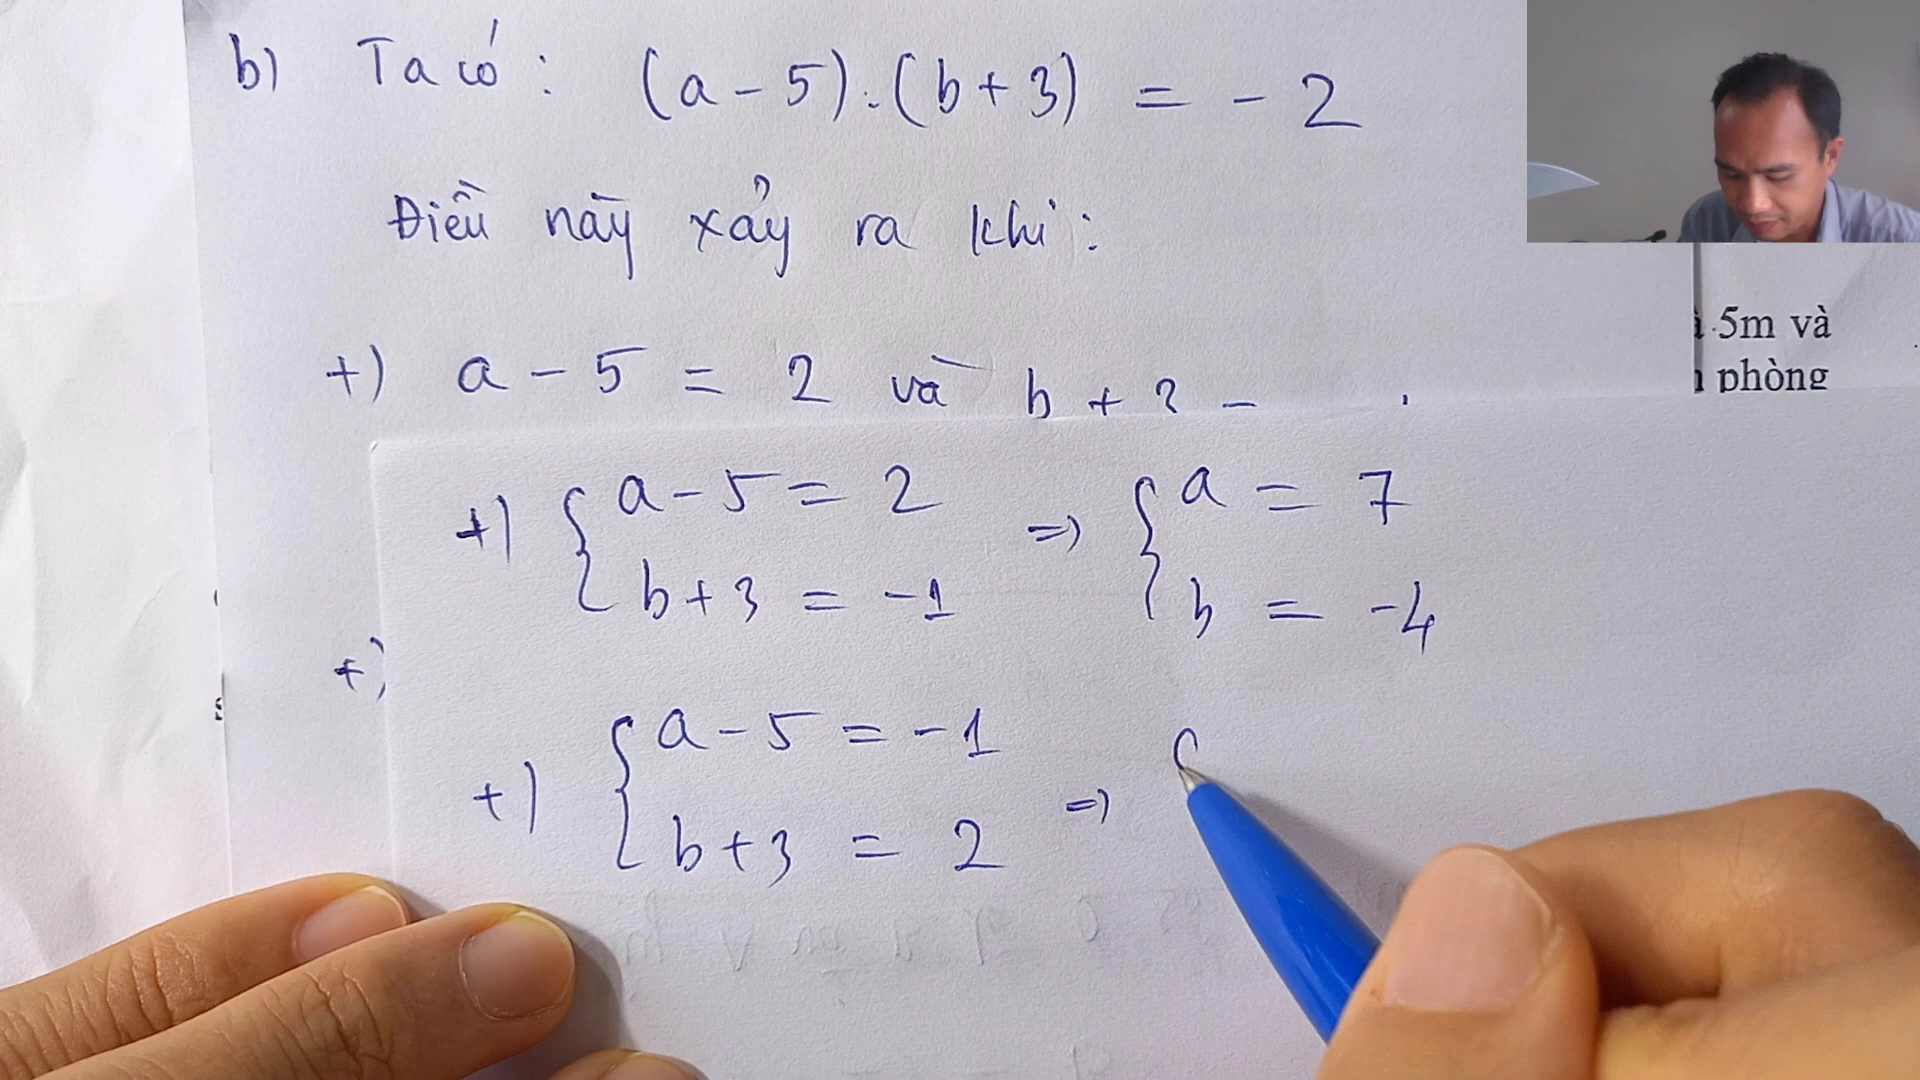 b) Ta có : (a - 5).(b + 3) = - 2
Điều này xảy ra khi :
à 5m và
phòng
+) a - 5 = 2 và b + 3 =
+) { a - 5 = 2 => { a = 7
b + 3 = -1 b = -4
+)
+) { a - 5 = -1 =>
b + 3 = 2